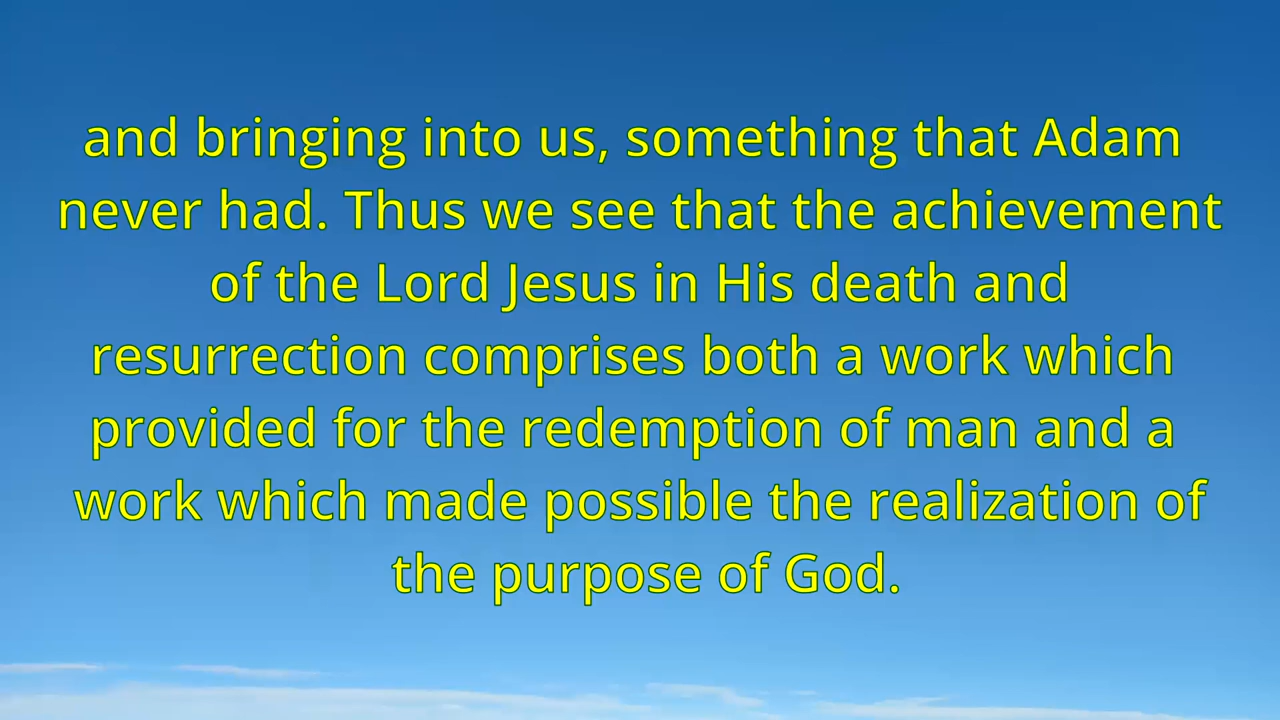 and bringing into us, something that Adam
never had. Thus we see that the achievement
of the Lord Jesus in His death and
resurrection comprises both a work which
provided for the redemption of man and a
work which made possible the realization of
the purpose of God.